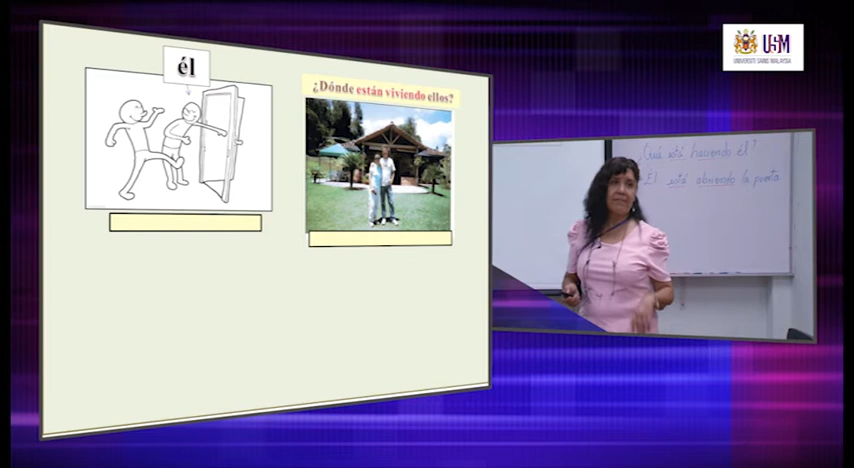 él
¿Dónde están viviendo ellos?
USM
UNIVERSITI SAINS MALAYSIA
¿Qué está haciendo él?
Él está abriendo la puerta